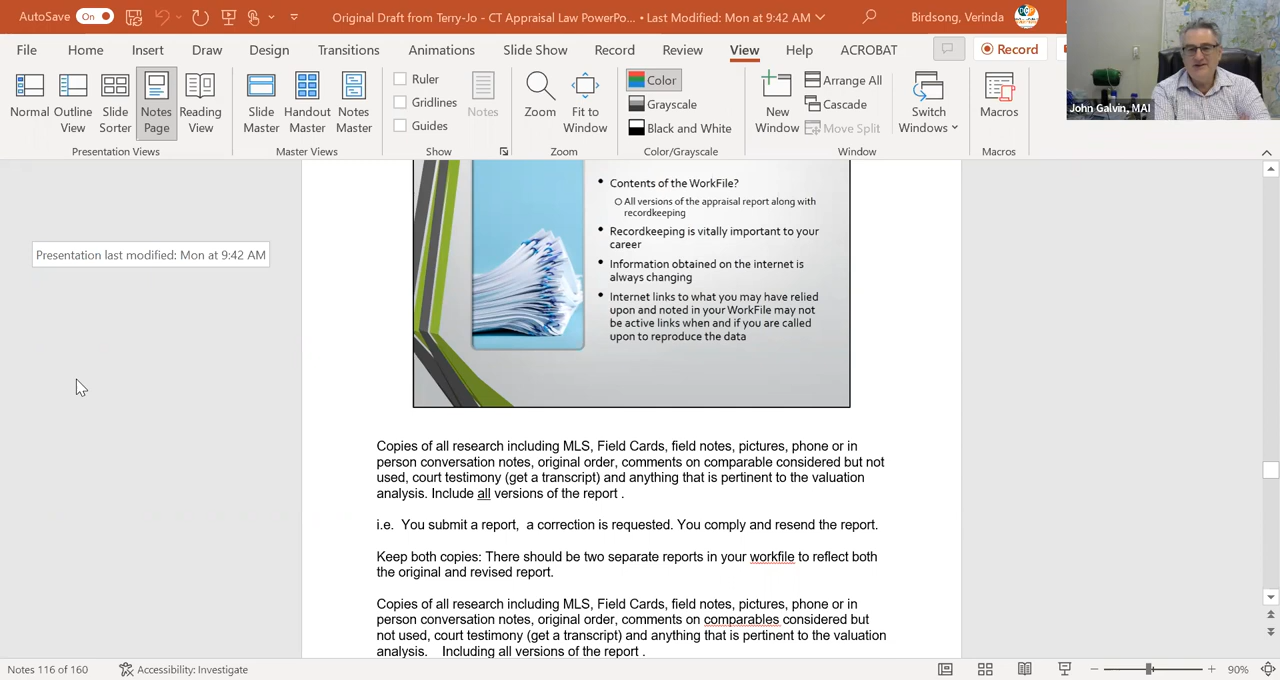 AutoSave On Original Draft from Terry-Jo - CT Appraisal Law PowerPo... • Last Modified: Mon at 9:42 AM Birdsong, Verinda
File Home Insert Draw Design Transitions Animations Slide Show Record Review View Help ACROBAT Record
Normal Outline View Slide Sorter Notes Page Reading View
Presentation Views
Slide Master Handout Master Notes Master
Master Views
Ruler
Gridlines
Guides
Notes
Show
Zoom Fit to Window
Zoom
Color
Grayscale
Black and White
Color/Grayscale
New Window
Arrange All
Cascade
Move Split
Switch Windows
Window
Macros
Macros
John Galvin, MAI
Presentation last modified: Mon at 9:42 AM
• Contents of the WorkFile?
O All versions of the appraisal report along with
recordkeeping
• Recordkeeping is vitally important to your
career
• Information obtained on the internet is
always changing
• Internet links to what you may have relied
upon and noted in your WorkFile may not
be active links when and if you are called
upon to reproduce the data
Copies of all research including MLS, Field Cards, field notes, pictures, phone or in
person conversation notes, original order, comments on comparable considered but not
used, court testimony (get a transcript) and anything that is pertinent to the valuation
analysis. Include all versions of the report .
i.e. You submit a report, a correction is requested. You comply and resend the report.
Keep both copies: There should be two separate reports in your workfile to reflect both
the original and revised report.
Copies of all research including MLS, Field Cards, field notes, pictures, phone or in
person conversation notes, original order, comments on comparables considered but
not used, court testimony (get a transcript) and anything that is pertinent to the valuation
analysis. Including all versions of the report .
Notes 116 of 160 Accessibility: Investigate 90%